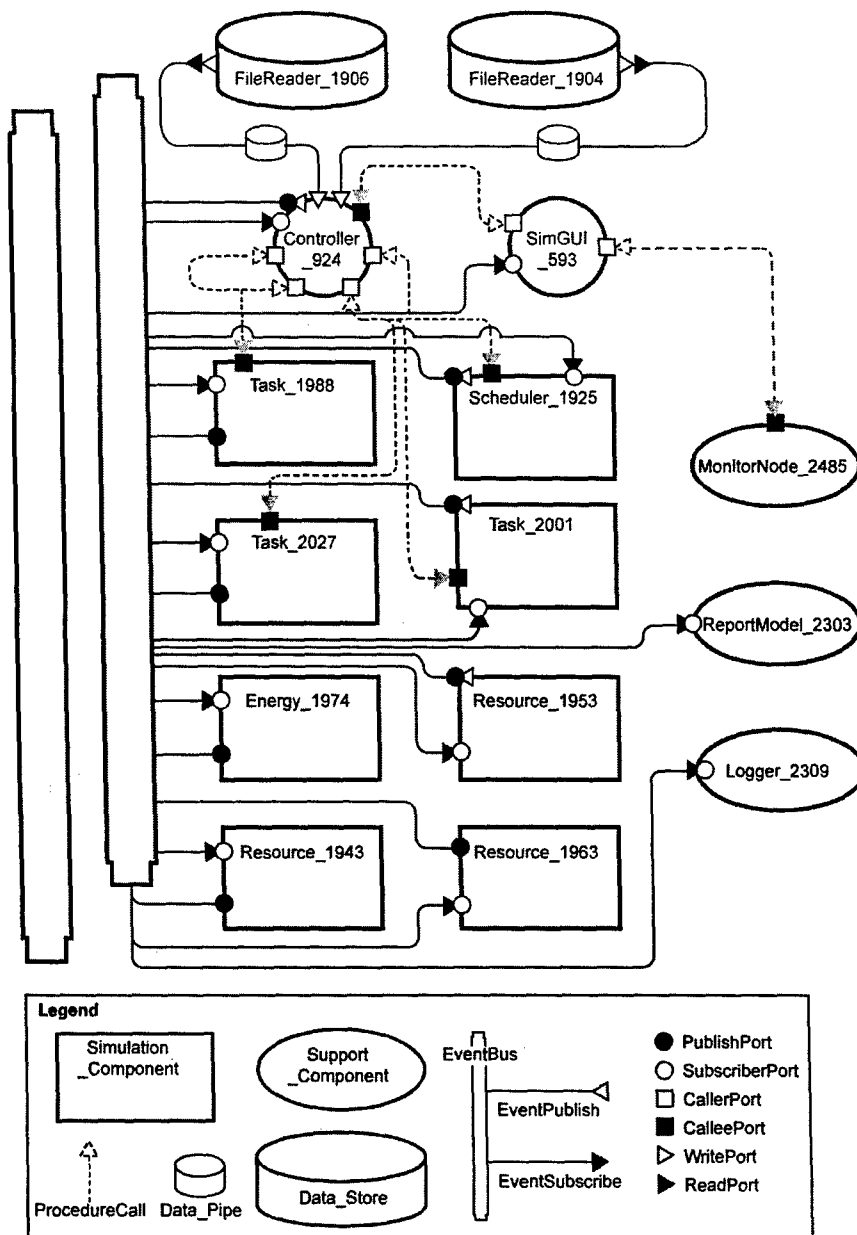 FileReader_1906
FileReader_1904
Controller
_924
SimGUI
_593
Task_1988
Scheduler_1925
MonitorNode_2485
Task_2027
Task_2001
ReportModel_2303
Energy_1974
Resource_1953
Logger_2309
Resource_1943
Resource_1963
Legend
Simulation
_Component
Support
_Component
EventBus
EventPublish
EventSubscribe
PublishPort
SubscriberPort
CallerPort
CalleePort
WritePort
ReadPort
ProcedureCall
Data_Pipe
Data_Store